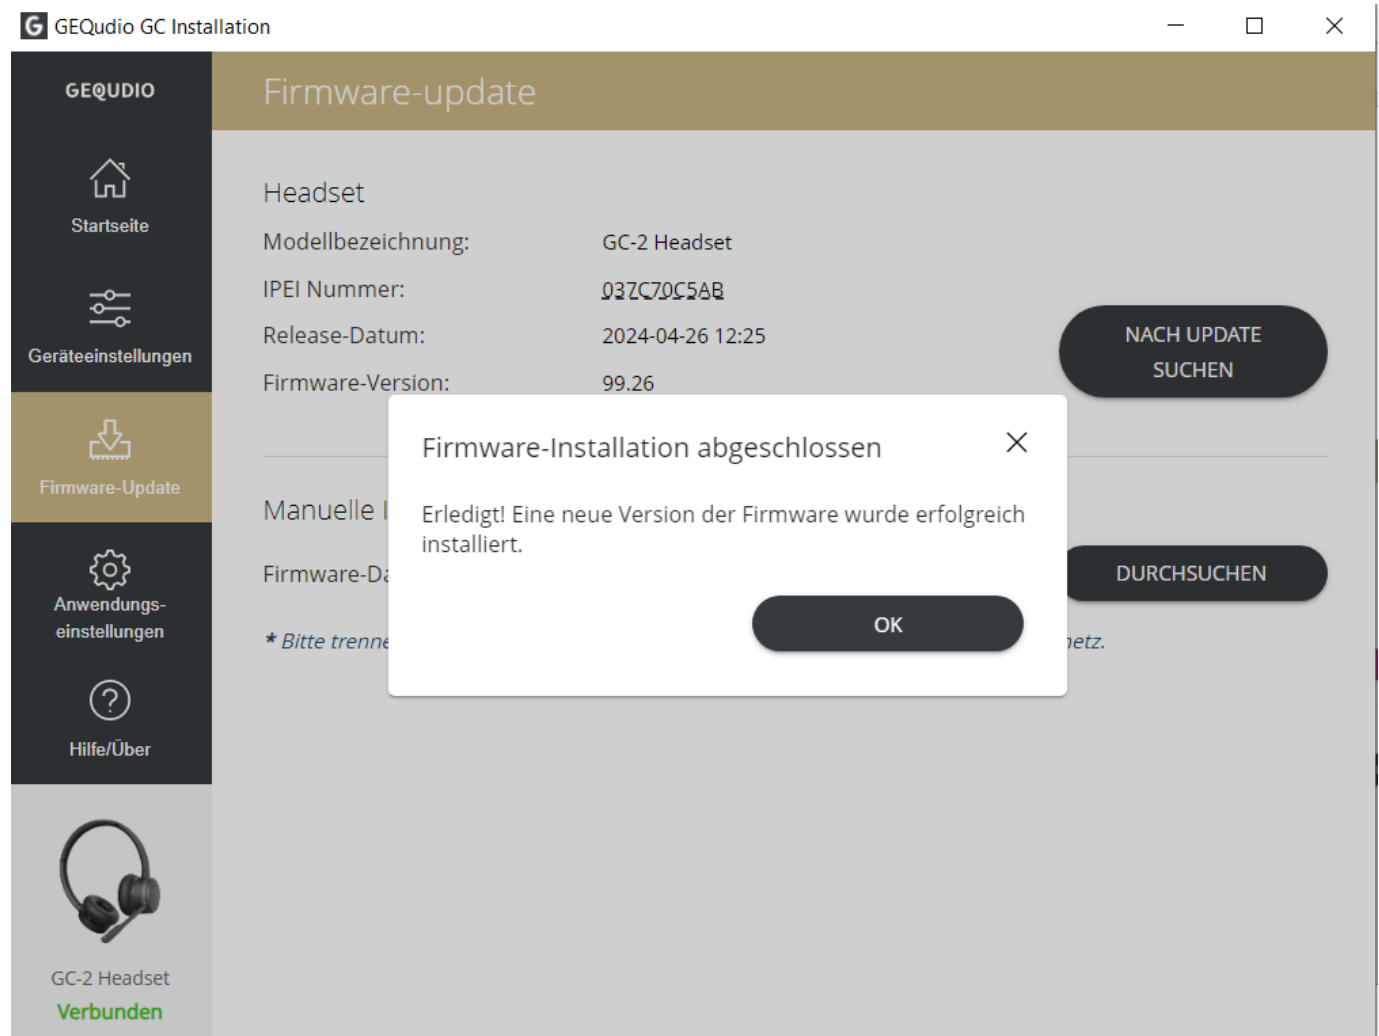 GEQudio GC Installation
GEQUDIO
Startseite
Geräteeinstellungen
Firmware-Update
Anwendungs-
einstellungen
Hilfe/Über
GC-2 Headset
Verbunden
Firmware-update
Headset
Modellbezeichnung: GC-2 Headset
IPEI Nummer: 037C70C5AB
Release-Datum: 2024-04-26 12:25
Firmware-Version: 99.26
NACH UPDATE
SUCHEN
Manuelle
Firmware-Da
DURCHSUCHEN
* Bitte trenne
netz.
Firmware-Installation abgeschlossen
Erledigt! Eine neue Version der Firmware wurde erfolgreich
installiert.
OK